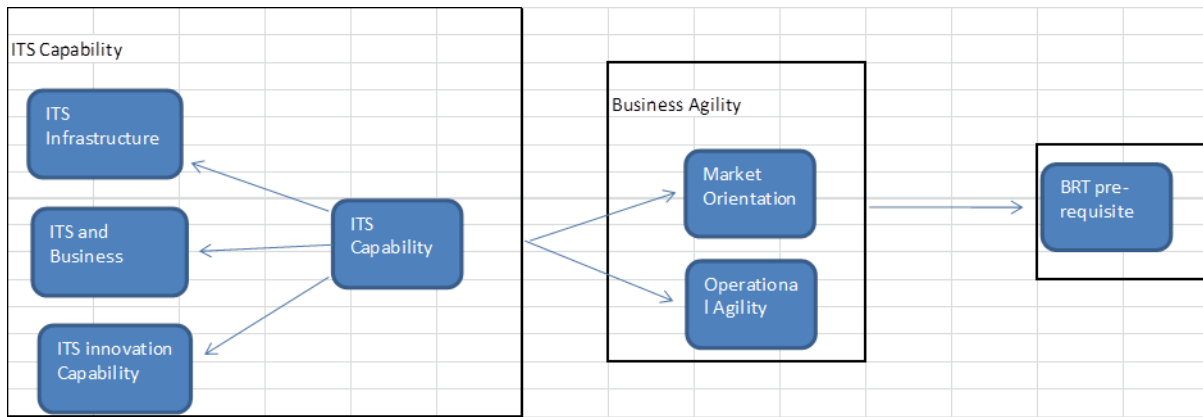 ITS Capability
ITS
Infrastructure
ITS and
Business
ITS innovation
Capability
ITS
Capability
Business Agility
Market
Orientation
Operationa
l Agility
BRT pre-
requisite